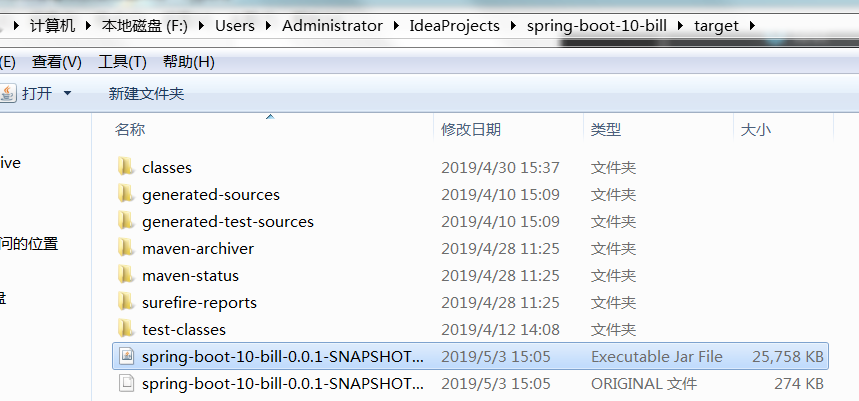 计算机 本地磁盘 (F:) Users Administrator IdeaProjects spring-boot-10-bill target
(E) 查看(V) 工具(T) 帮助(H)
打开 新建文件夹
名称 修改日期 类型 大小
classes 2019/4/30 15:37 文件夹
generated-sources 2019/4/10 15:09 文件夹
generated-test-sources 2019/4/10 15:09 文件夹
maven-archiver 2019/4/28 11:25 文件夹
maven-status 2019/4/28 11:25 文件夹
surefire-reports 2019/4/28 11:25 文件夹
test-classes 2019/4/12 14:08 文件夹
spring-boot-10-bill-0.0.1-SNAPSHOT... 2019/5/3 15:05 Executable Jar File 25,758 KB
spring-boot-10-bill-0.0.1-SNAPSHOT... 2019/5/3 15:05 ORIGINAL 文件 274 KB
ive
问的位置
盘